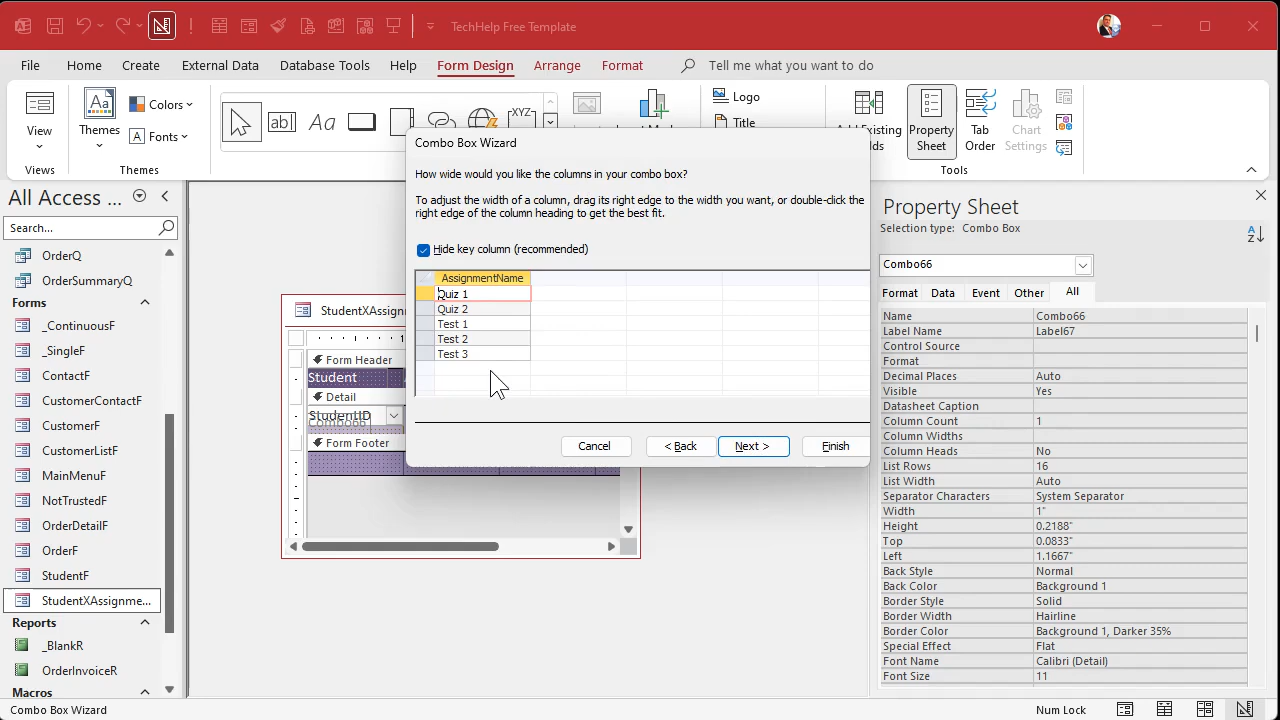 TechHelp Free Template
File Home Create External Data Database Tools Help Form Design Arrange Format Tell me what you want to do
View
Views
Aa
Themes
Colors
Fonts
Themes
ab
Aa
XYZ
Logo
Title
Property Sheet
Tab Order
Chart Settings
Tools
All Access ...
Search...
OrderQ
OrderSummaryQ
Forms
_ContinuousF
_SingleF
ContactF
CustomerContactF
CustomerF
CustomerListF
MainMenuF
NotTrustedF
OrderDetailF
OrderF
StudentF
StudentXAssignme...
Reports
_BlankR
OrderInvoiceR
Macros
Form Header
Student
Detail
StudentID
Combo66
Form Footer
Combo Box Wizard
How wide would you like the columns in your combo box?
To adjust the width of a column, drag its right edge to the width you want, or double-click the
right edge of the column heading to get the best fit.
Hide key column (recommended)
AssignmentName
Quiz 1
Quiz 2
Test 1
Test 2
Test 3
Cancel < Back Next > Finish
Property Sheet
Selection type: Combo Box
Combo66
Format Data Event Other All
Name Combo66
Label Name Label67
Control Source
Format
Decimal Places Auto
Visible Yes
Datasheet Caption
Column Count 1
Column Widths
Column Heads No
List Rows 16
List Width Auto
Separator Characters System Separator
Width 1"
Height 0.2188"
Top 0.0833"
Left 1.1667"
Back Style Normal
Back Color Background 1
Border Style Solid
Border Width Hairline
Border Color Background 1, Darker 35%
Special Effect Flat
Font Name Calibri (Detail)
Font Size 11
Combo Box Wizard
Num Lock